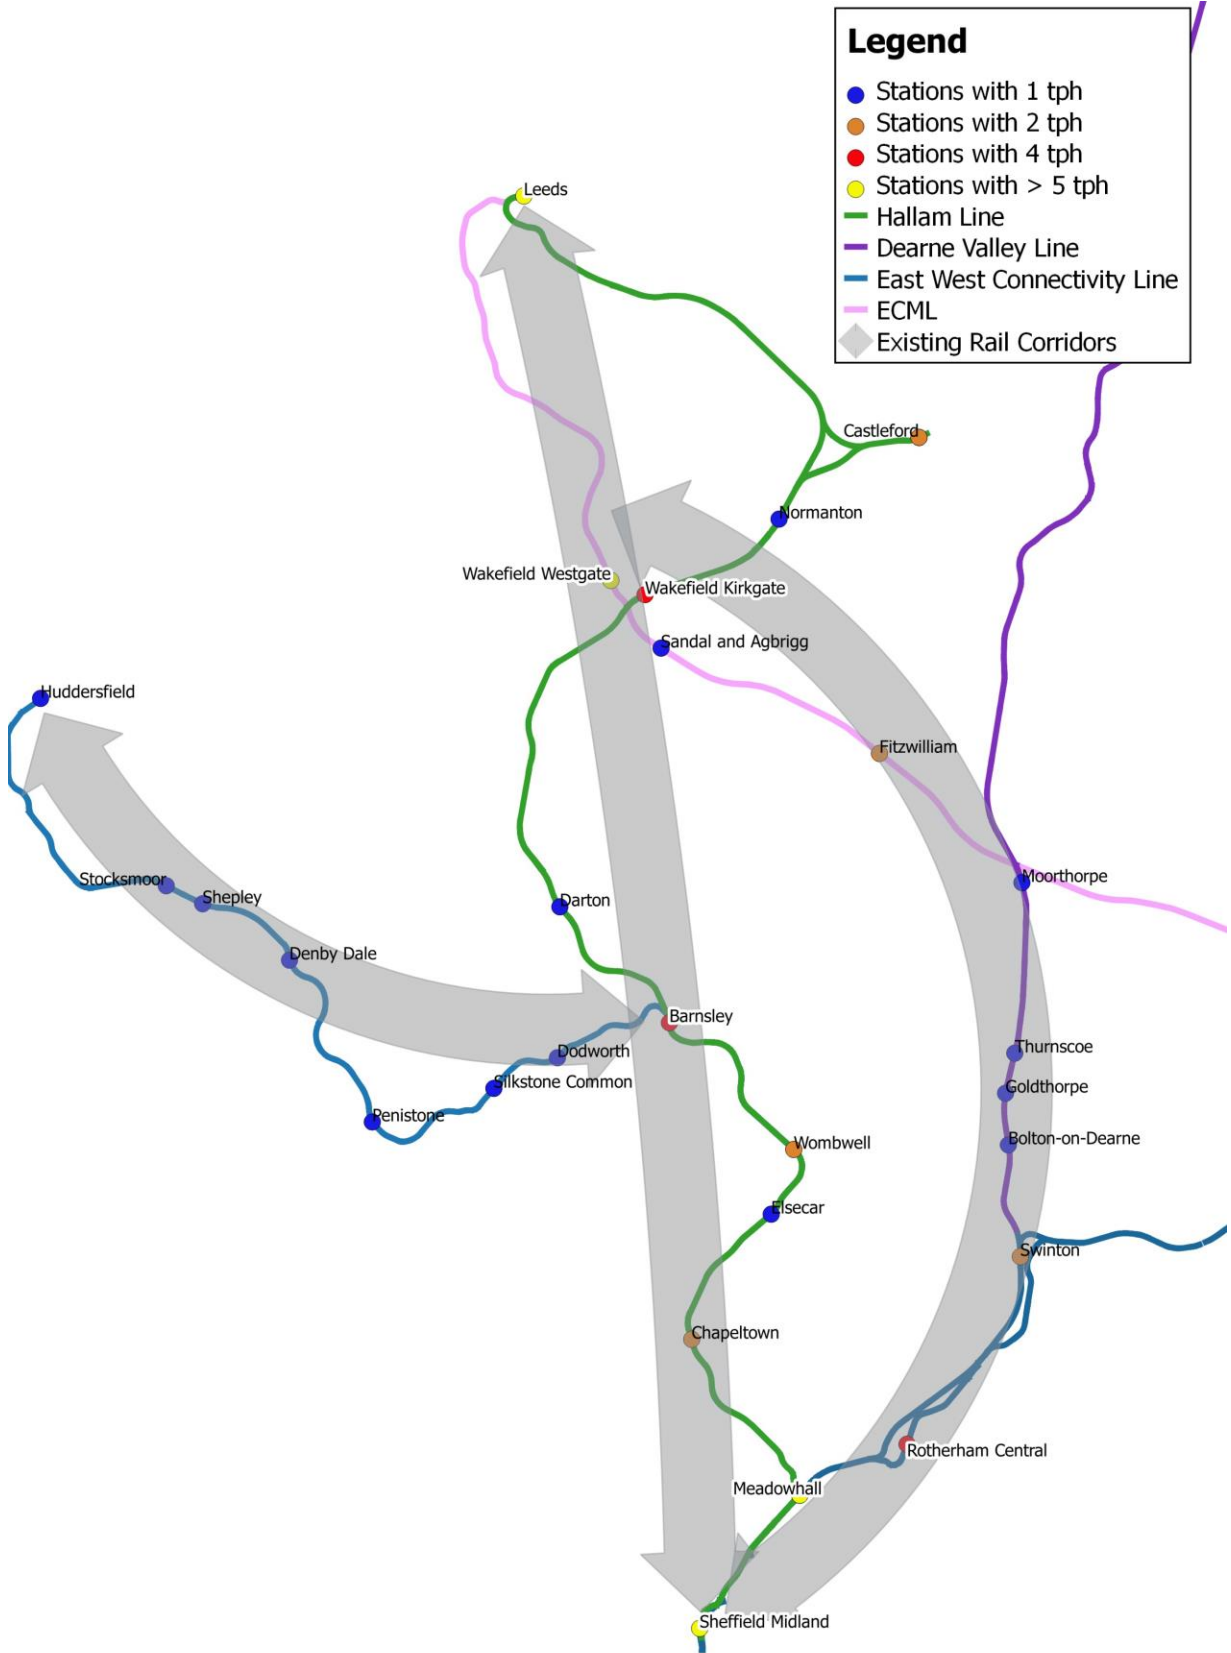 Legend
Stations with 1 tph
Stations with 2 tph
Stations with 4 tph
Stations with > 5 tph
Hallam Line
Dearne Valley Line
East West Connectivity Line
ECML
Existing Rail Corridors
Leeds
Castleford
Normanton
Wakefield Westgate
Wakefield Kirkgate
Sandal and Agbrigg
Huddersfield
Fitzwilliam
Stocksmoor
Shepley
Moorthorpe
Darton
Denby Dale
Barnsley
Dodworth
Thurnscoe
Silkstone Common
Goldthorpe
Penistone
Bolton-on-Dearne
Wombwell
Elsecar
Swinton
Chapeltown
Rotherham Central
Meadowhall
Sheffield Midland